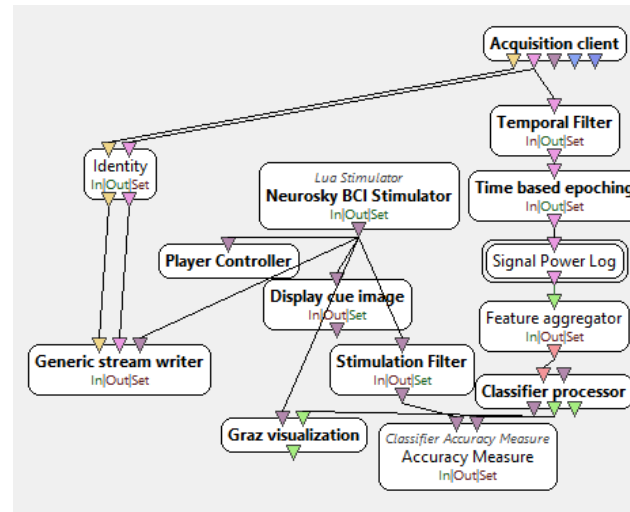 Acquisition client
Temporal Filter
In|Out|Set
Identity
In|Out|Set
Lua Stimulator
Neurosky BCI Stimulator
In|Out|Set
Time based epoching
In|Out|Set
Player Controller
Signal Power Log
Display cue image
In|Out|Set
Feature aggregator
In|Out|Set
Generic stream writer
In|Out|Set
Stimulation Filter
In|Out|Set
Classifier processor
Graz visualization
Classifier Accuracy Measure
Accuracy Measure
In|Out|Set